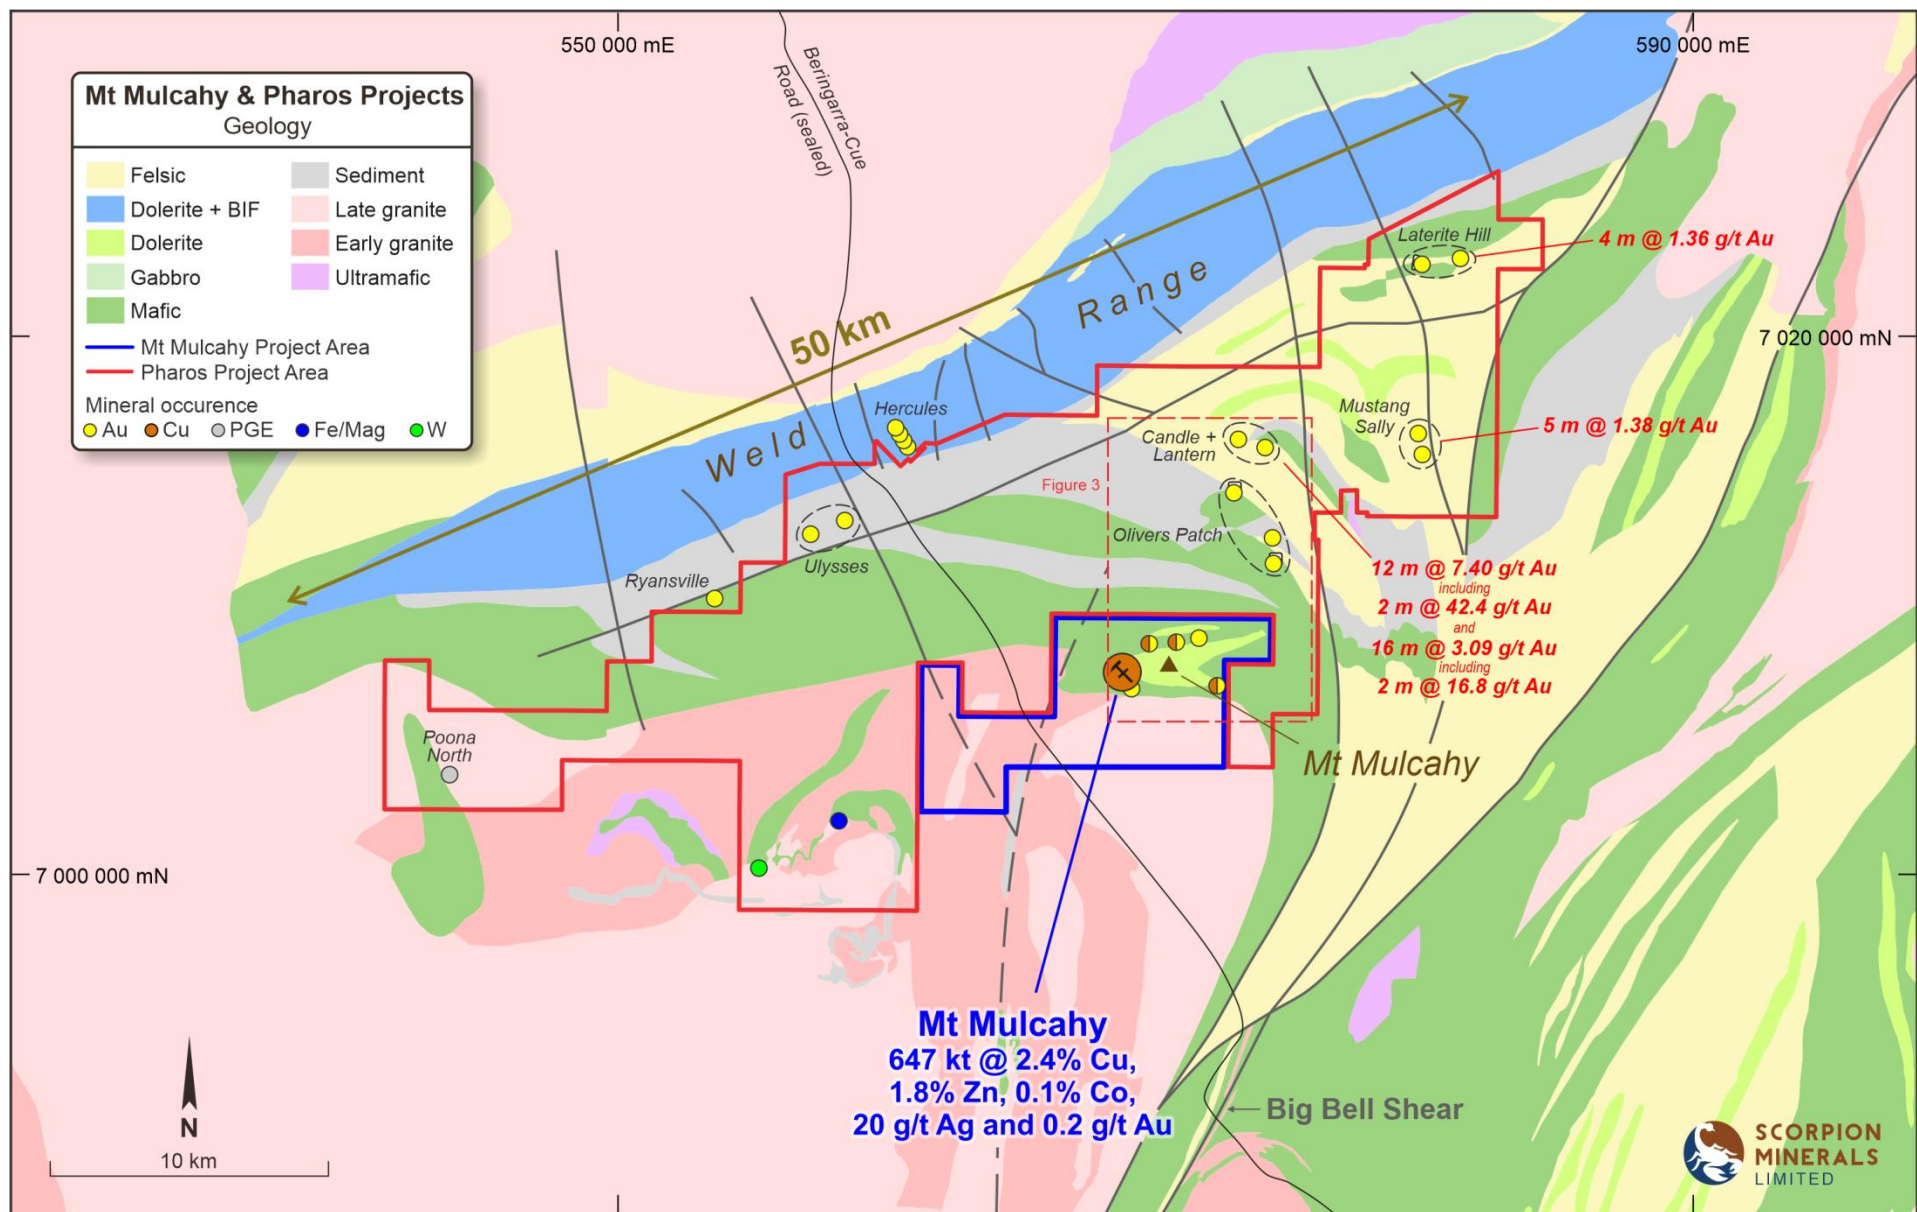 550 000 mE
590 000 mE
Mt Mulcahy & Pharos Projects
Geology
Felsic
Dolerite + BIF
Dolerite
Gabbro
Mafic
Sediment
Late granite
Early granite
Ultramafic
Mt Mulcahy Project Area
Pharos Project Area
Mineral occurence
Au
Cu
PGE
Fe/Mag
W
Beringarra-Cue
Road (sealed)
Laterite Hill
4 m @ 1.36 g/t Au
Weld Range
50 km
7 020 000 mN
Hercules
Mustang
Sally
5 m @ 1.38 g/t Au
Candle +
Lantern
Figure 3
Olivers Patch
Ulysses
Ryansville
12 m @ 7.40 g/t Au
including
2 m @ 42.4 g/t Au
and
16 m @ 3.09 g/t Au
including
2 m @ 16.8 g/t Au
Poona
North
Mt Mulcahy
7 000 000 mN
Mt Mulcahy
647 kt @ 2.4% Cu,
1.8% Zn, 0.1% Co,
20 g/t Ag and 0.2 g/t Au
Big Bell Shear
N
10 km
SCORPION
MINERALS
LIMITED